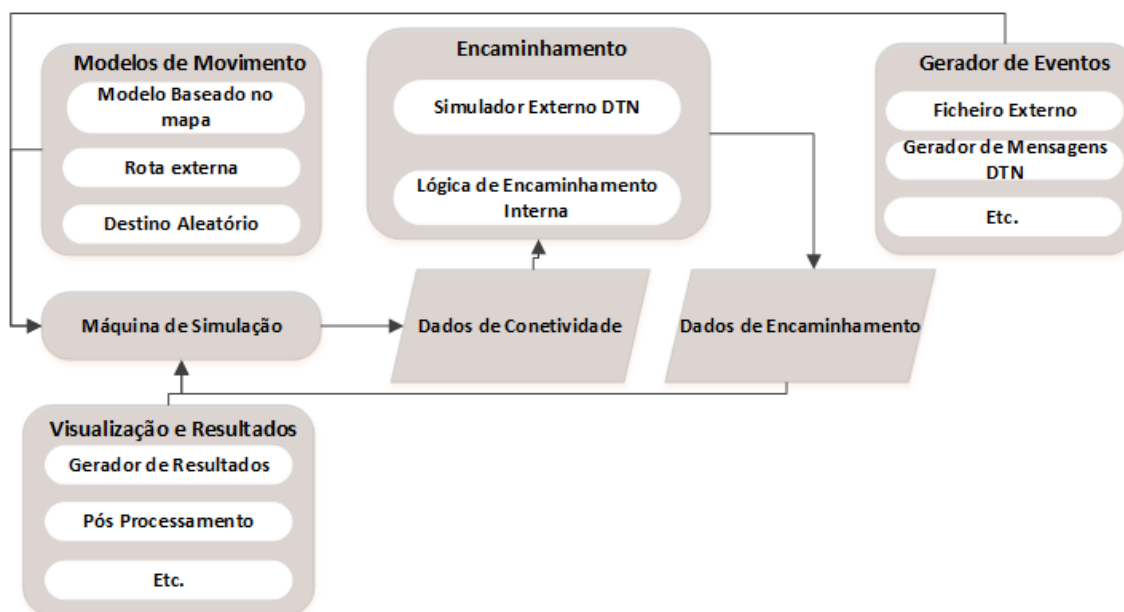 Modelos de Movimento
Modelo Baseado no
mapa
Rota externa
Destino Aleatório
Encaminhamento
Simulador Externo DTN
Lógica de Encaminhamento
Interna
Gerador de Eventos
Ficheiro Externo
Gerador de Mensagens
DTN
Etc.
Máquina de Simulação
Dados de Conetividade
Dados de Encaminhamento
Visualização e Resultados
Gerador de Resultados
Pós Processamento
Etc.